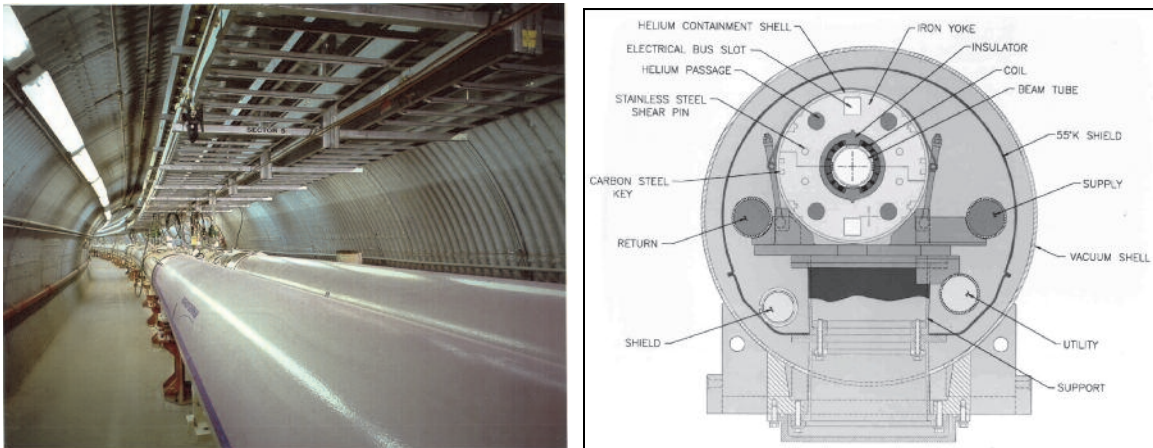 SECTOR 5
HELIUM CONTAINMENT SHELL
ELECTRICAL BUS SLOT
HELIUM PASSAGE
STAINLESS STEEL
SHEAR PIN
CARBON STEEL
KEY
RETURN
SHIELD
IRON YOKE
INSULATOR
COIL
BEAM TUBE
55°K SHIELD
SUPPLY
VACUUM SHELL
UTILITY
SUPPORT